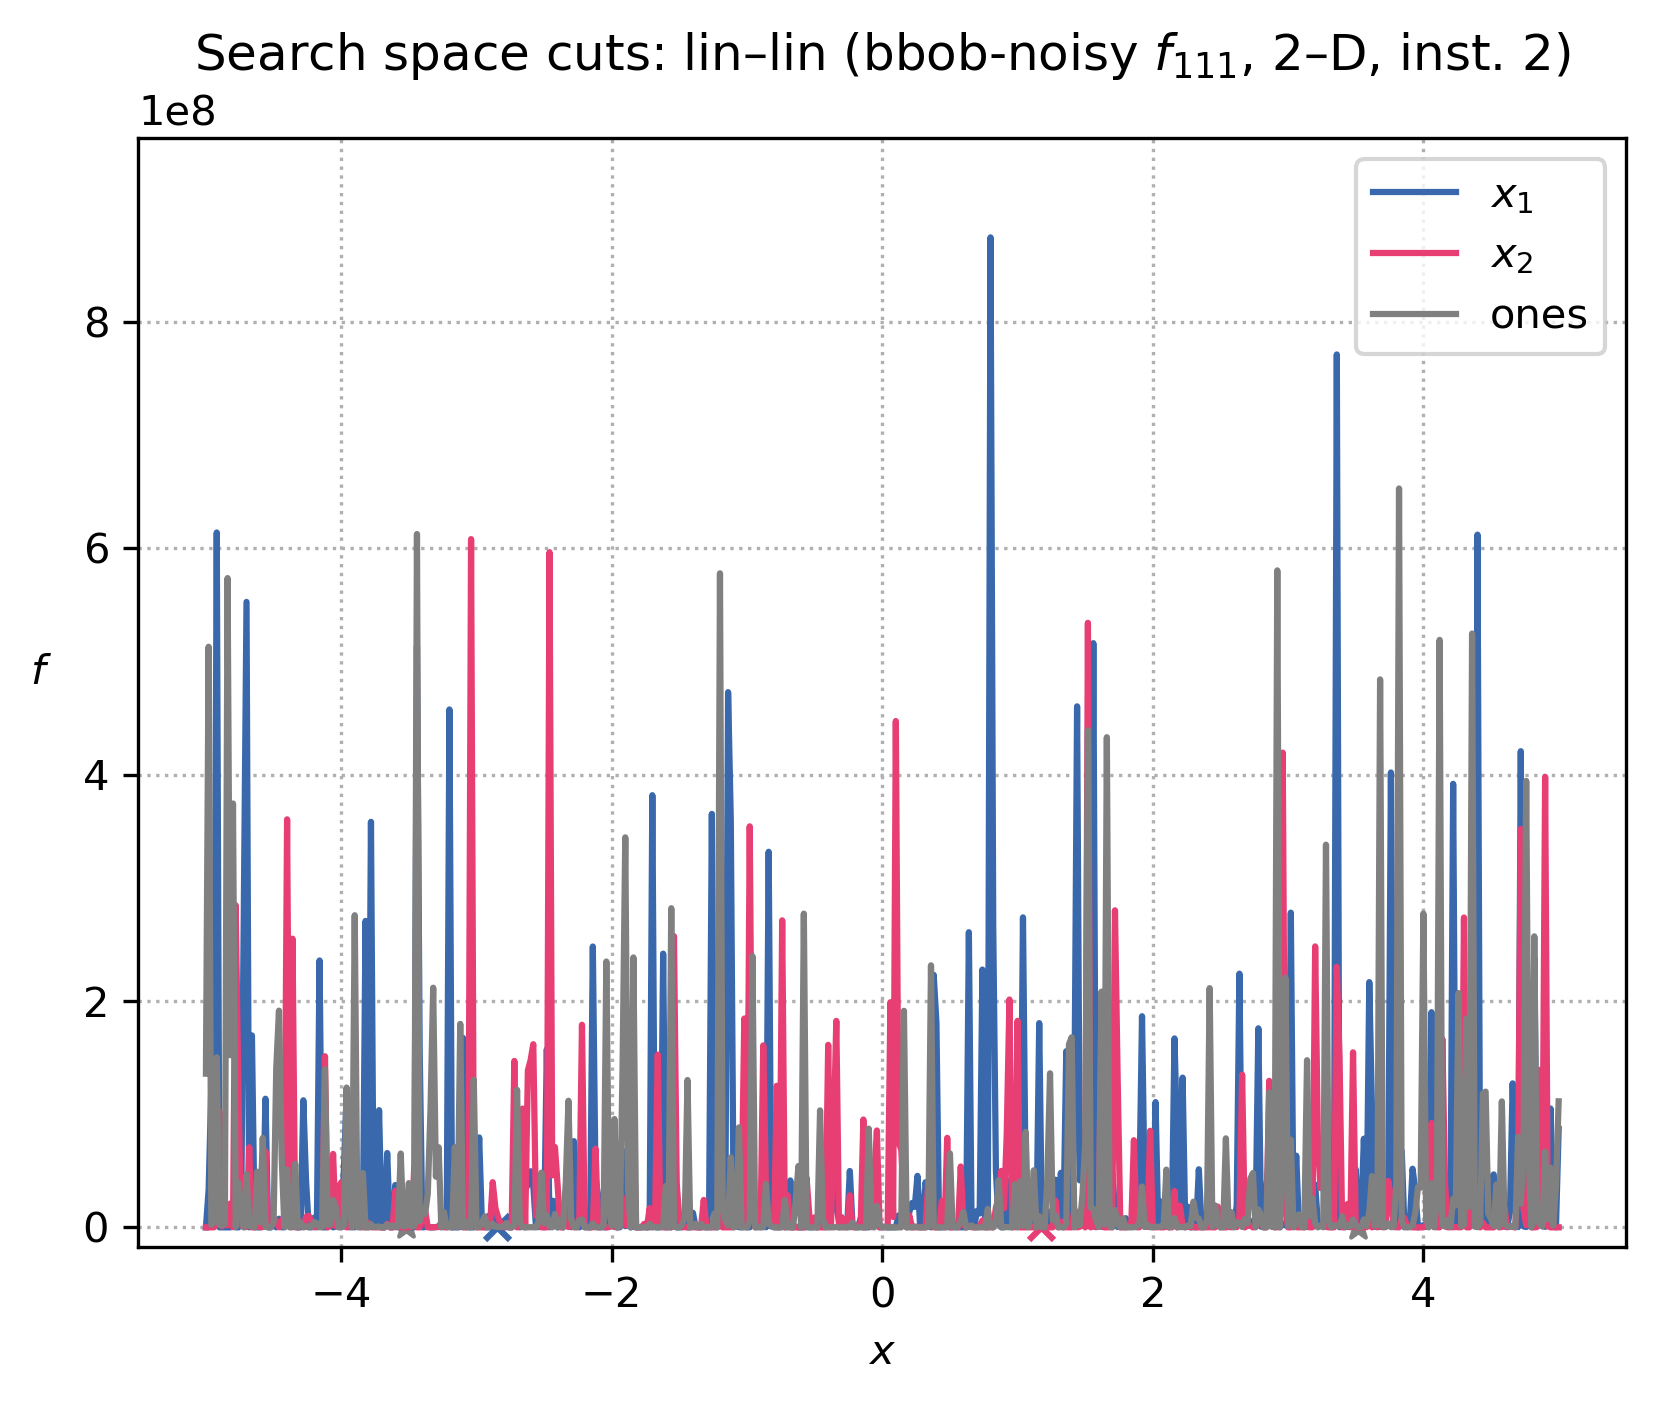 Search space cuts: lin–lin (bbob-noisy f₁₁₁, 2–D, inst. 2)
1e8
x₁
x₂
ones
8
6
4
2
0
f
−4
−2
0
2
4
x